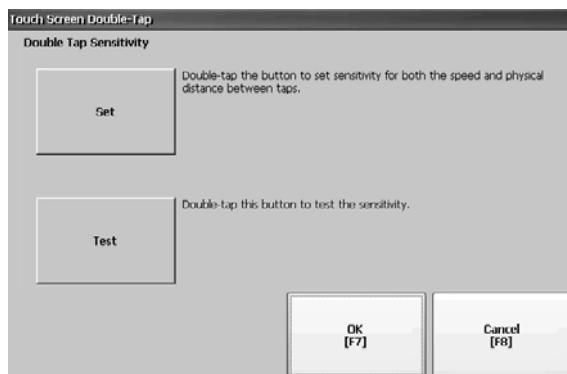 Touch Screen Double-Tap
Double Tap Sensitivity
Set
Double-tap the button to set sensitivity for both the speed and physical
distance between taps.
Test
Double-tap this button to test the sensitivity.
OK
[F7]
Cancel
[F8]